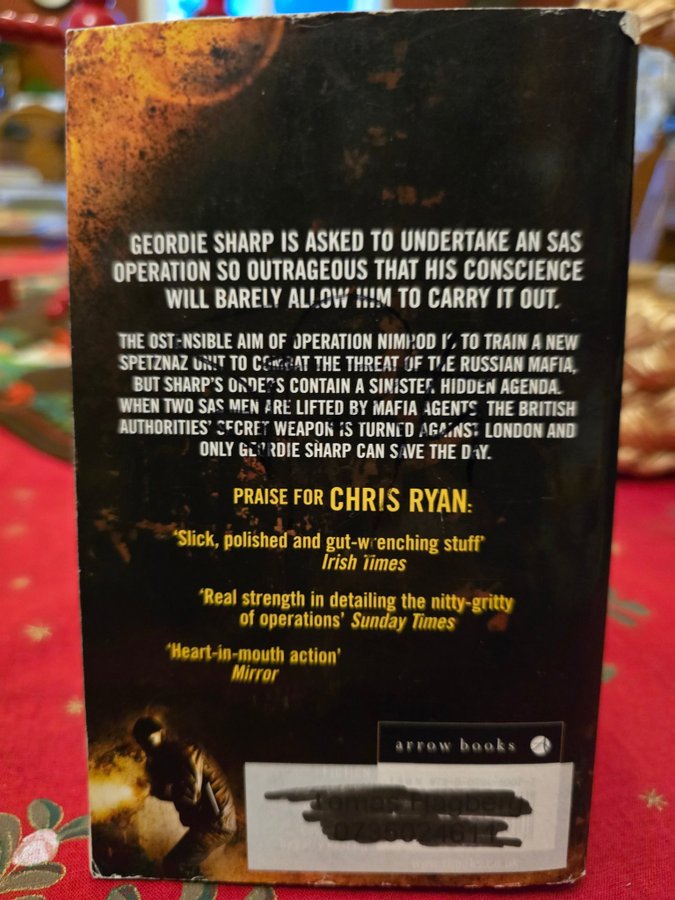 GEORDIE SHARP IS ASKED TO UNDERTAKE AN SAS
OPERATION SO OUTRAGEOUS THAT HIS CONSCIENCE
WILL BARELY ALLOW HIM TO CARRY IT OUT.
THE OSTENSIBLE AIM OF OPERATION NIMROD IS TO TRAIN A NEW
SPETZNAZ UNIT TO COMBAT THE THREAT OF THE RUSSIAN MAFIA,
BUT SHARP'S ORDERS CONTAIN A SINISTER HIDDEN AGENDA.
WHEN TWO SAS MEN ARE LIFTED BY MAFIA AGENTS, THE BRITISH
AUTHORITIES' SECRET WEAPON IS TURNED AGAINST LONDON AND
ONLY GEORDIE SHARP CAN SAVE THE DAY.
PRAISE FOR CHRIS RYAN:
'Slick, polished and gut-wrenching stuff'
Irish Times
'Real strength in detailing the nitty-gritty
of operations' Sunday Times
'Heart-in-mouth action'
Mirror
arrow books